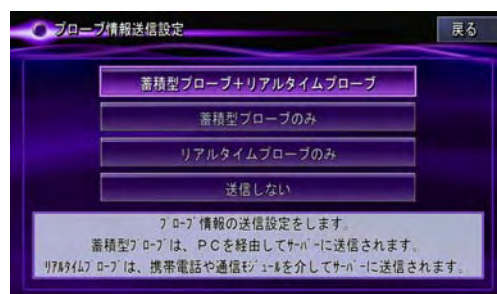 プローブ情報送信設定
戻る
蓄積型プローブ+リアルタイムプローブ
蓄積型プローブのみ
リアルタイムプローブのみ
送信しない
ﾌﾟﾛｰﾌﾞ情報の送信設定をします。
蓄積型ﾌﾟﾛｰﾌﾞは、PCを経由してｻｰﾊﾞｰに送信されます。
ﾘｱﾙﾀｲﾑﾌﾟﾛｰﾌﾞは、携帯電話や通信ﾓｼﾞｭｰﾙを介してｻｰﾊﾞｰに送信されます。